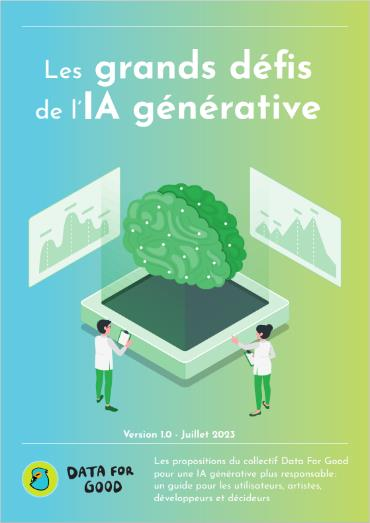 Les grands défis
de l'IA générative
Version 1.0 - Juillet 2023
DATA FOR
GOOD
Les propositions du collectif Data For Good
pour une IA générative plus responsable:
un guide pour les utilisateurs, artistes,
développeurs et décideurs